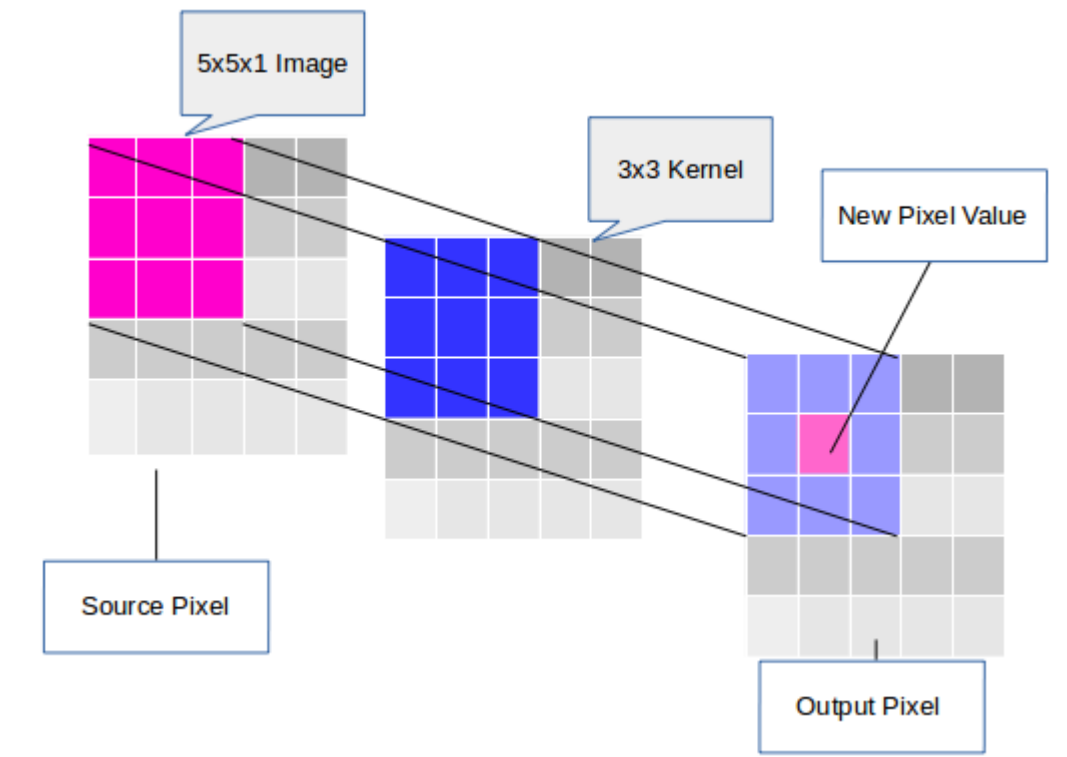 5x5x1 Image
3x3 Kernel
New Pixel Value
Source Pixel
Output Pixel